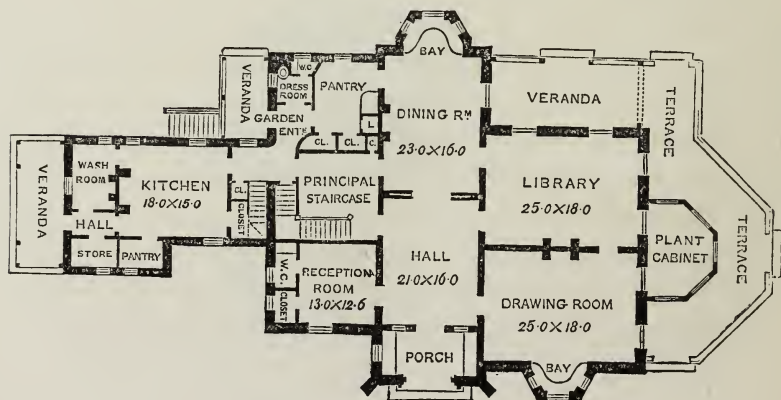 BAY
W.C.
DRESS
ROOM
PANTRY
VERANDA
GARDEN
ENTE
CL.
CL.
L.
C.
DINING RM
23.0×16.0
VERANDA
TERRACE
VERANDA
WASH
ROOM
KITCHEN
18.0×15.0
HALL
STORE
PANTRY
CL.
CLOSET
PRINCIPAL
STAIRCASE
LIBRARY
25.0×18.0
PLANT
CABINET
TERRACE
W.C.
CLOSET
RECEPTION
ROOM
13.0×12.6
HALL
21.0×16.0
DRAWING ROOM
25.0×18.0
PORCH
BAY